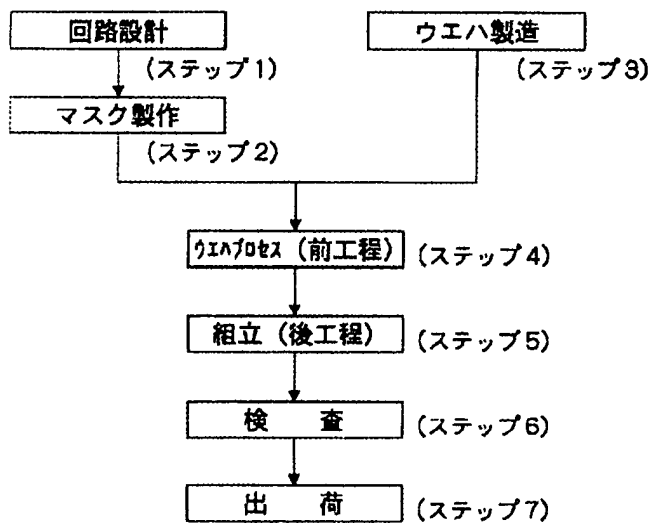 回路設計
ウエハ製造
(ステップ1)
(ステップ3)
マスク製作
(ステップ2)
ウエハプロセス (前工程)
(ステップ4)
組立 (後工程)
(ステップ5)
検 査
(ステップ6)
出 荷
(ステップ7)